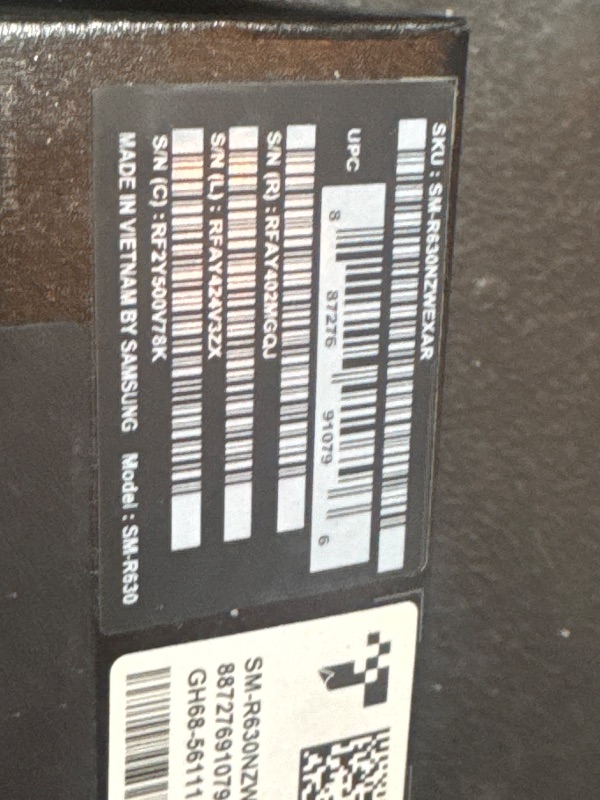 SKU : SM-R630NZWEXAR
UPC
8 87276 91079 6
S/N (R) : RFAY402MGQJ
S/N (L) : RFAY424V3ZX
S/N (C) : RF2Y500V78K
MADE IN VIETNAM BY SAMSUNG Model : SM-R630
SM-R630NZW
88727691079
GH68-56111